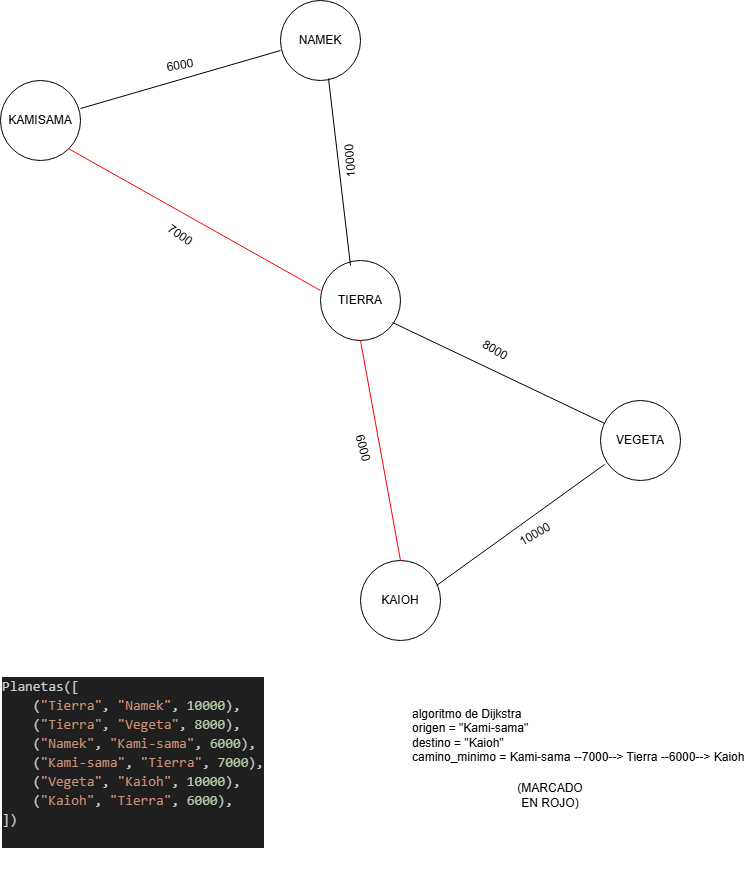 NAMEK
6000
KAMISAMA
10000
7000
TIERRA
8000
VEGETA
6000
10000
KAIOH
Planetas([
    ("Tierra", "Namek", 10000),
    ("Tierra", "Vegeta", 8000),
    ("Namek", "Kami-sama", 6000),
    ("Kami-sama", "Tierra", 7000),
    ("Vegeta", "Kaioh", 10000),
    ("Kaioh", "Tierra", 6000),
])
algoritmo de Dijkstra
origen = "Kami-sama"
destino = "Kaioh"
camino_minimo = Kami-sama --7000--> Tierra --6000--> Kaioh
(MARCADO
EN ROJO)